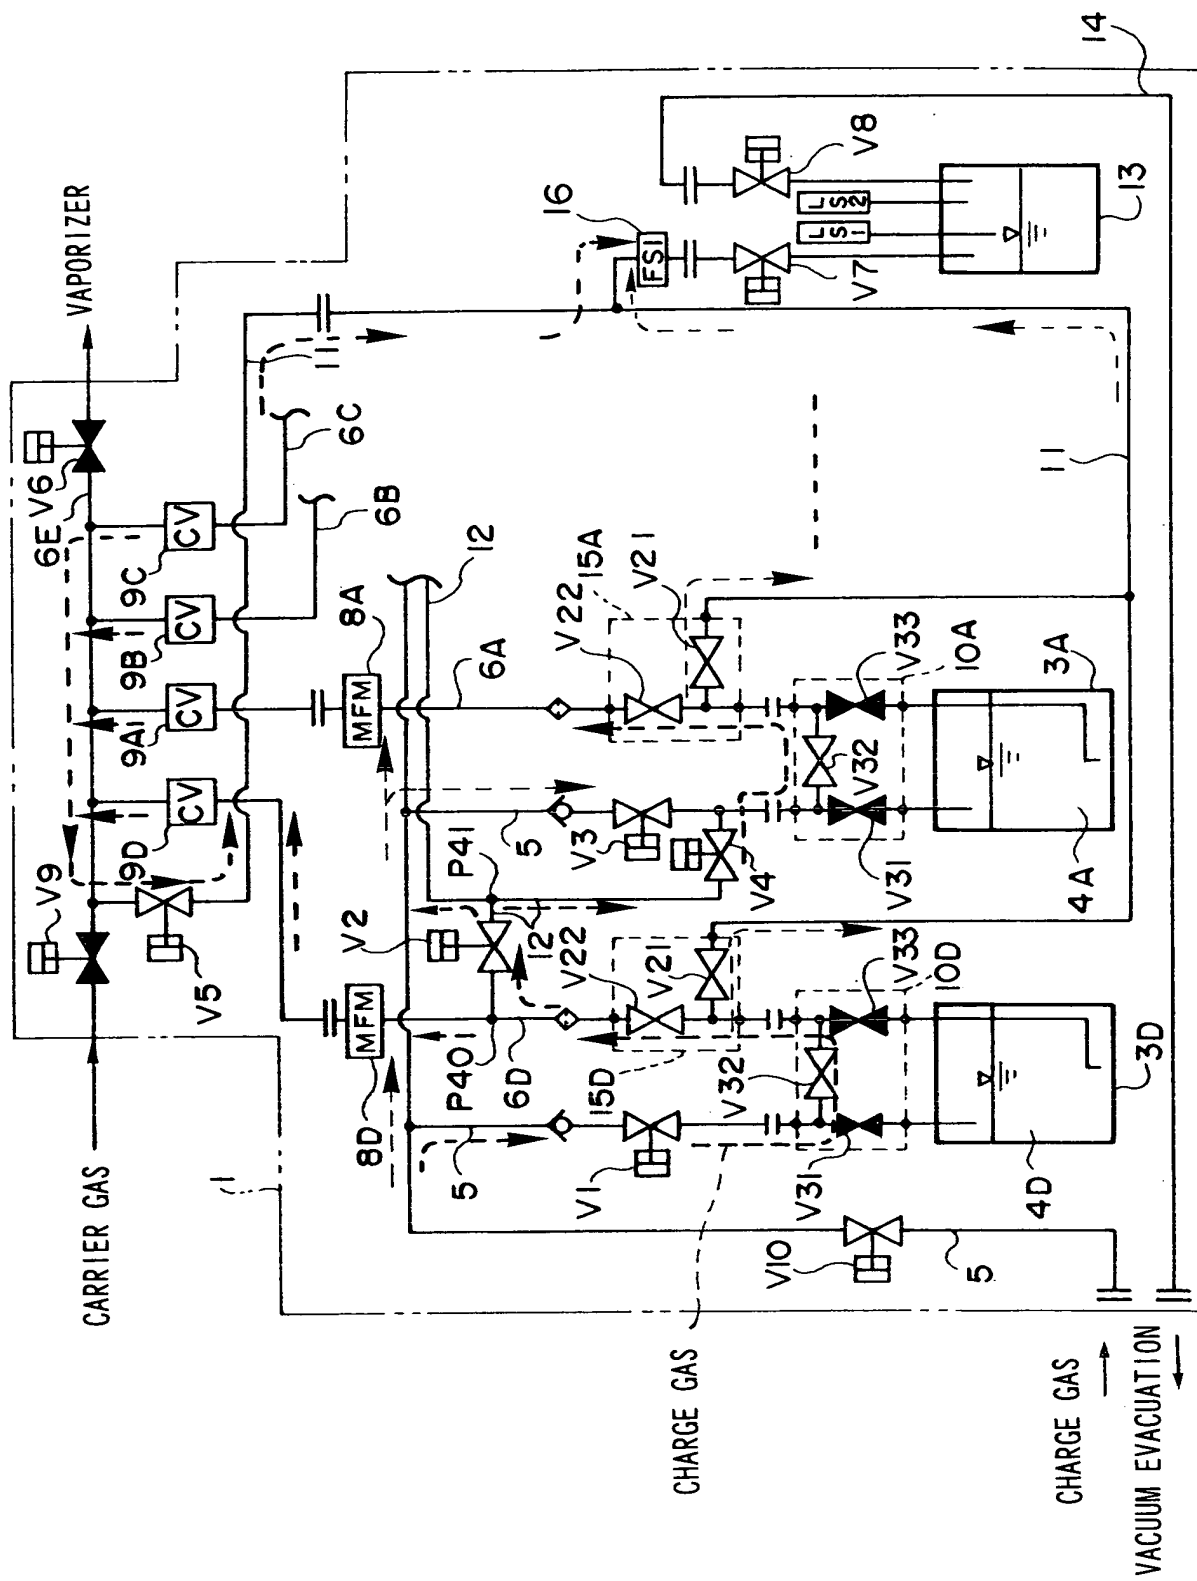 CARRIER GAS
VAPORIZER
1
V9
V5
9D
9A
9B
9C
6E
V6
CV
CV
CV
CV
11
6B
6C
8D
MFM
8A
MFM
V2
P40
P41
12
12
6D
6A
5
5
V1
V3
V4
V22
V21
15D
V22
V21
15A
V32
V31
V33
10D
V32
V31
V33
10A
4D
3D
4A
3A
V10
5
11
16
FS1
V7
V8
LS1
LS2
13
14
CHARGE GAS
CHARGE GAS
VACUUM EVACUATION